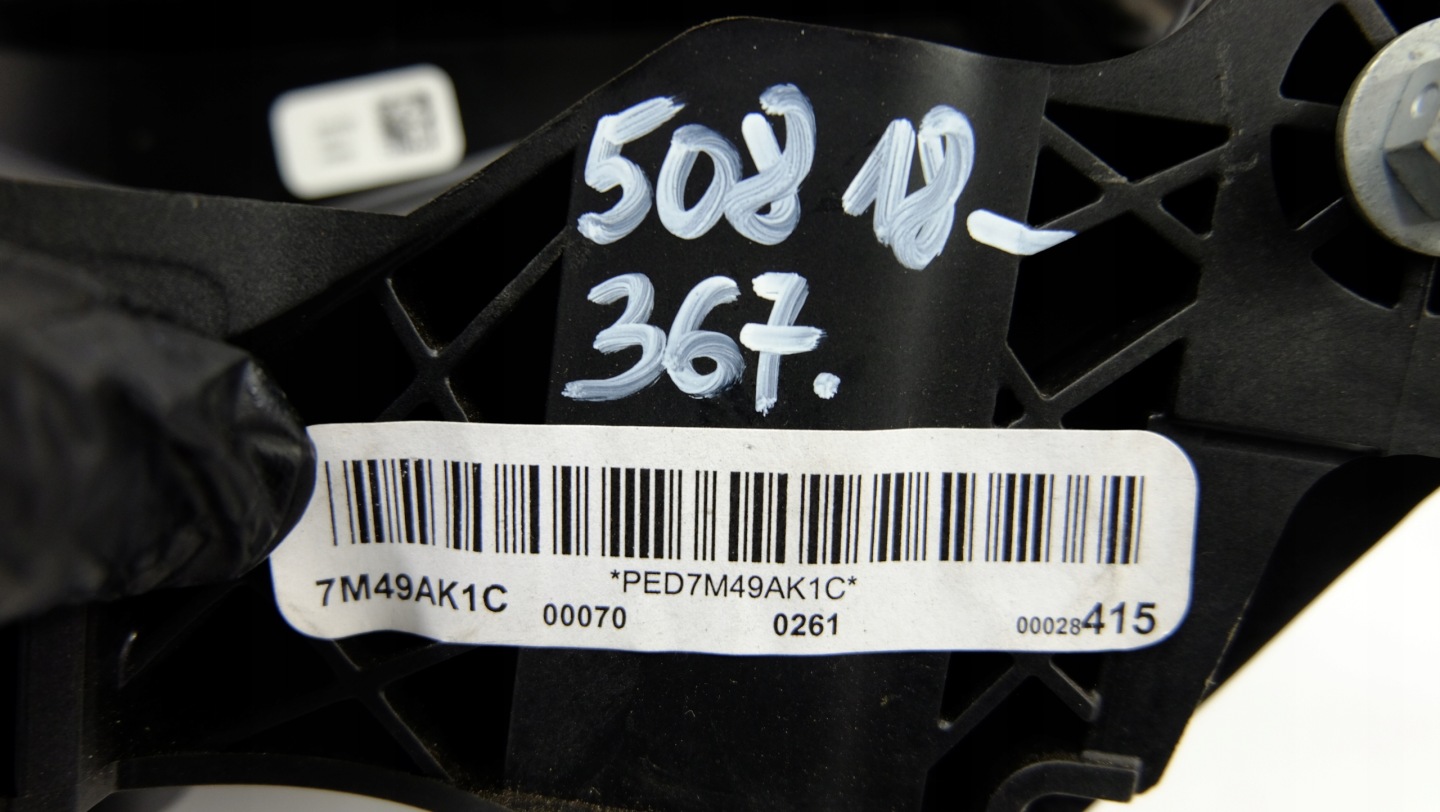 508 18-
367.
*PED7M49AK1C*
7M49AK1C 00070 0261 00028415